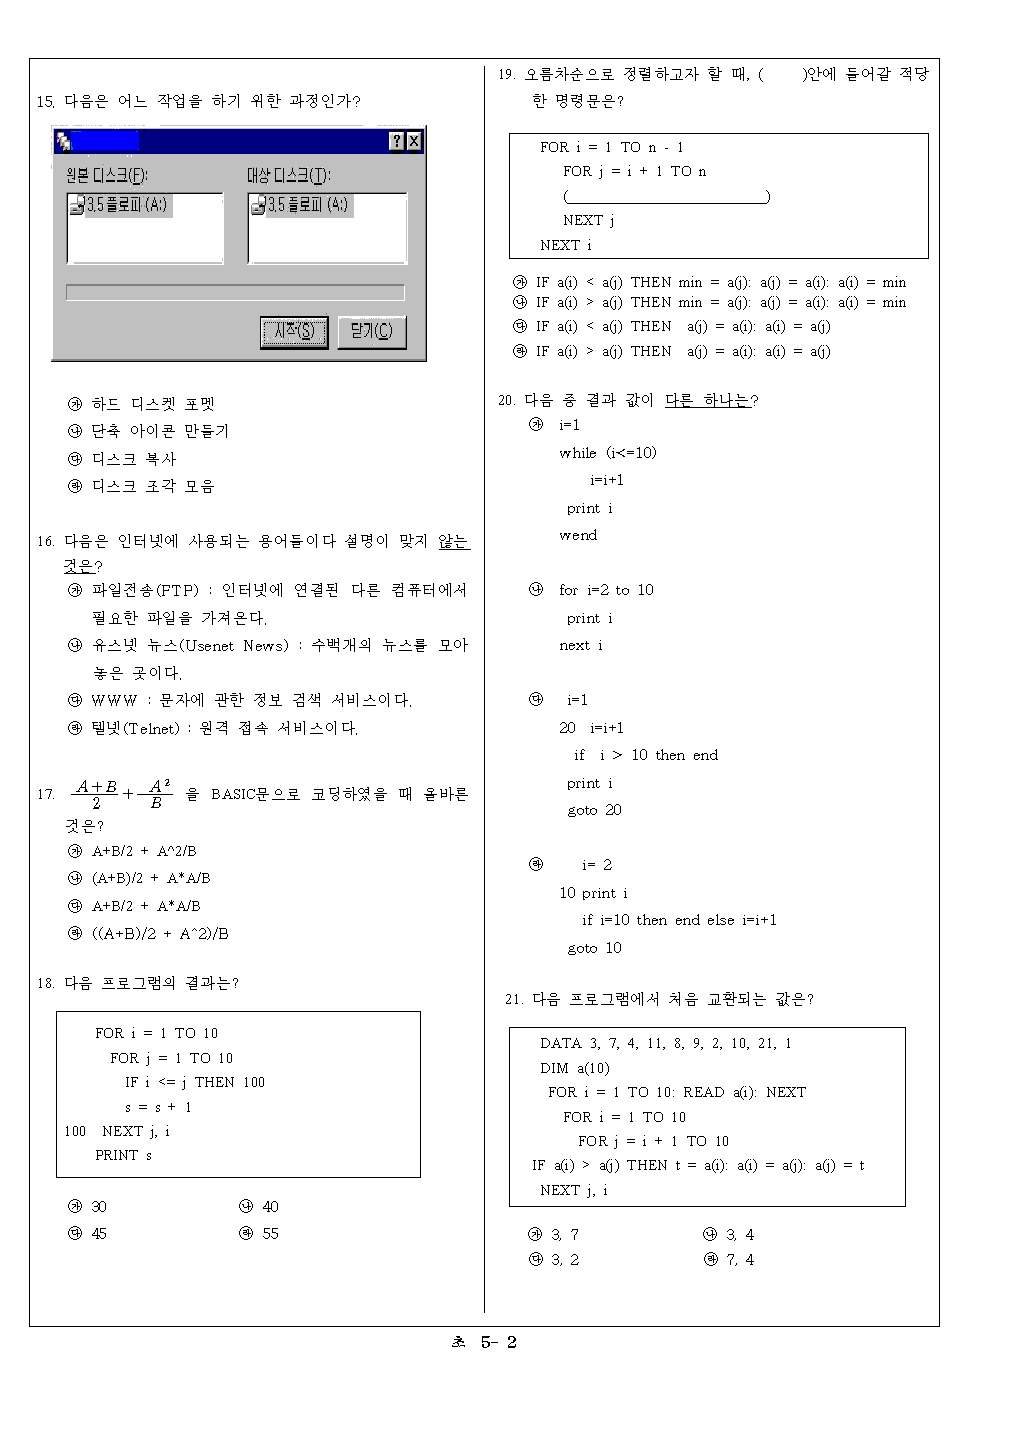 15. 다음은 어느 작업을 하기 위한 과정인가?
원본 디스크(F): 대상 디스크(T):
3.5 플로피 (A:) 3.5 플로피 (A:)
시작(S) 닫기(C)
㉮ 하드 디스켓 포멧
㉯ 단축 아이콘 만들기
㉰ 디스크 복사
㉱ 디스크 조각 모음
16. 다음은 인터넷에 사용되는 용어들이다 설명이 맞지 않는
것은?
㉮ 파일전송(FTP) : 인터넷에 연결된 다른 컴퓨터에서
필요한 파일을 가져온다.
㉯ 유스넷 뉴스(Usenet News) : 수백개의 뉴스를 모아
놓은 곳이다.
㉰ WWW : 문자에 관한 정보 검색 서비스이다.
㉱ 텔넷(Telnet) : 원격 접속 서비스이다.
17. (A+B)/2 + A²/B 을 BASIC문으로 코딩하였을 때 올바른
것은?
㉮ A+B/2 + A^2/B
㉯ (A+B)/2 + A*A/B
㉰ A+B/2 + A*A/B
㉱ ((A+B)/2 + A^2)/B
18. 다음 프로그램의 결과는?
FOR i = 1 TO 10
FOR j = 1 TO 10
IF i <= j THEN 100
s = s + 1
100 NEXT j, i
PRINT s
㉮ 30 ㉯ 40
㉰ 45 ㉱ 55
19. 오름차순으로 정렬하고자 할 때, ( )안에 들어갈 적당
한 명령문은?
FOR i = 1 TO n - 1
FOR j = i + 1 TO n
( )
NEXT j
NEXT i
㉮ IF a(i) < a(j) THEN min = a(j): a(j) = a(i): a(i) = min
㉯ IF a(i) > a(j) THEN min = a(j): a(j) = a(i): a(i) = min
㉰ IF a(i) < a(j) THEN a(j) = a(i): a(i) = a(j)
㉱ IF a(i) > a(j) THEN a(j) = a(i): a(i) = a(j)
20. 다음 중 결과 값이 다른 하나는?
㉮ i=1
while (i<=10)
i=i+1
print i
wend
㉯ for i=2 to 10
print i
next i
㉰ i=1
20 i=i+1
if i > 10 then end
print i
goto 20
㉱ i= 2
10 print i
if i=10 then end else i=i+1
goto 10
21. 다음 프로그램에서 처음 교환되는 값은?
DATA 3, 7, 4, 11, 8, 9, 2, 10, 21, 1
DIM a(10)
FOR i = 1 TO 10: READ a(i): NEXT
FOR i = 1 TO 10
FOR j = i + 1 TO 10
IF a(i) > a(j) THEN t = a(i): a(i) = a(j): a(j) = t
NEXT j, i
㉮ 3, 7 ㉯ 3, 4
㉰ 3, 2 ㉱ 7, 4
초 5- 2